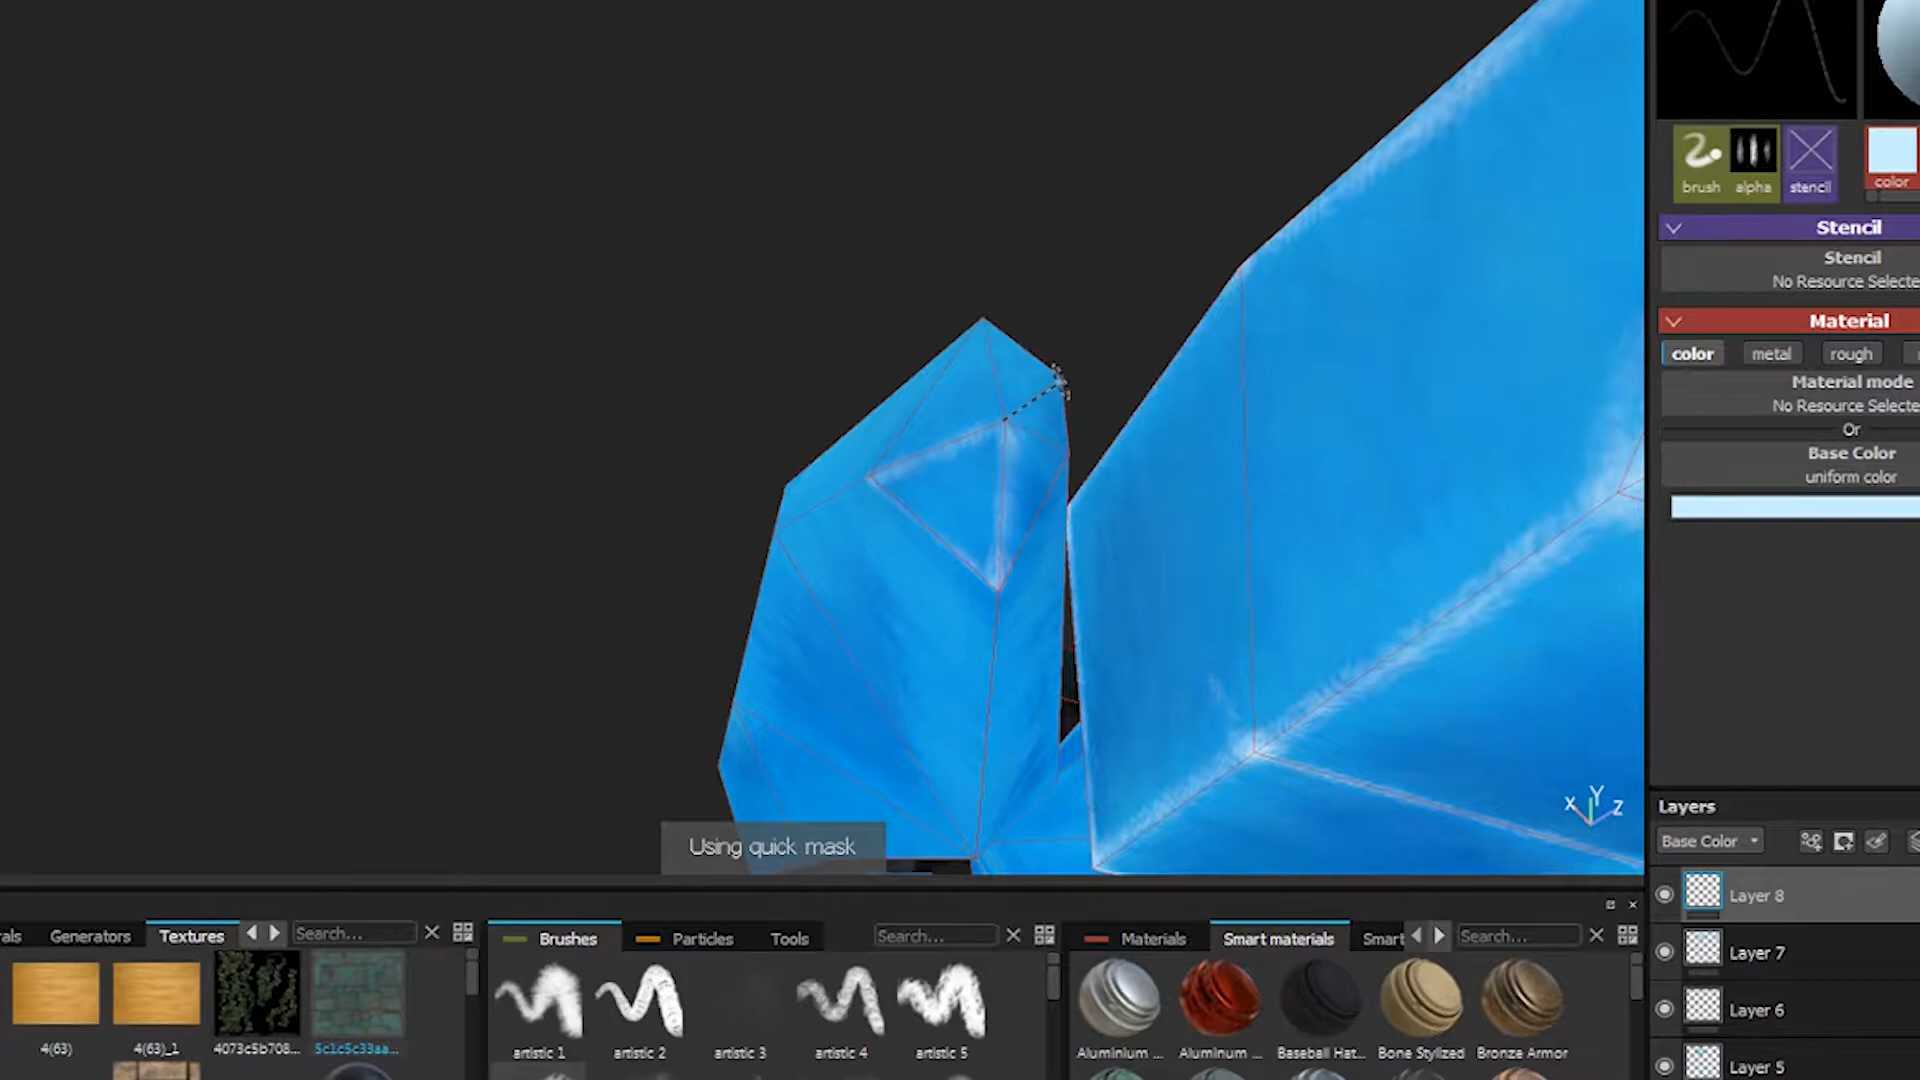 brush alpha stencil color
Stencil
Stencil
No Resource Selecte
Material
color metal rough
Material mode
No Resource Selecte
Or
Base Color
uniform color
X Y Z
Using quick mask
Layers
Base Color
Layer 8
Layer 7
Layer 6
Layer 5
als Generators Textures Search...
4(63) 4(63)_1 4073c5b708... 5c1c5c33aa...
Brushes Particles Tools Search...
artistic 1 artistic 2 artistic 3 artistic 4 artistic 5
Materials Smart materials Smart Search...
Aluminium ... Aluminum ... Baseball Hat... Bone Stylized Bronze Armor